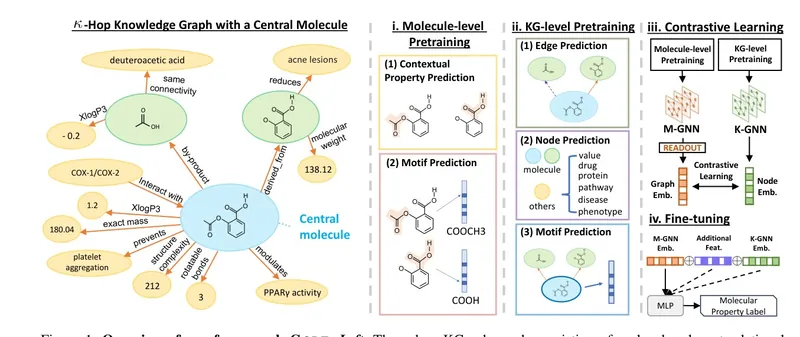 κ-Hop Knowledge Graph with a Central Molecule
deuteroacetic acid
acne lesions
same
connectivity
reduces
XlogP3
- 0.2
OH
O
H
O
O
molecular
weight
138.12
by-product
derived_from
COX-1/COX-2
Interact with
1.2
XlogP3
exact mass
180.04
prevents
platelet
aggregation
structure
complexity
212
rotatable
bonds
3
modulates
PPARγ activity
Central
molecule
i. Molecule-level
Pretraining
(1) Contextual
Property Prediction
(2) Motif Prediction
COOCH3
COOH
ii. KG-level Pretraining
(1) Edge Prediction
(2) Node Prediction
molecule
others
value
drug
protein
pathway
disease
phenotype
(3) Motif Prediction
iii. Contrastive Learning
Molecule-level
Pretraining
KG-level
Pretraining
M-GNN
K-GNN
READOUT
Contrastive
Learning
Graph
Emb.
Node
Emb.
iv. Fine-tuning
M-GNN
Emb.
Additional
Feat.
K-GNN
Emb.
MLP
Molecular
Property Label